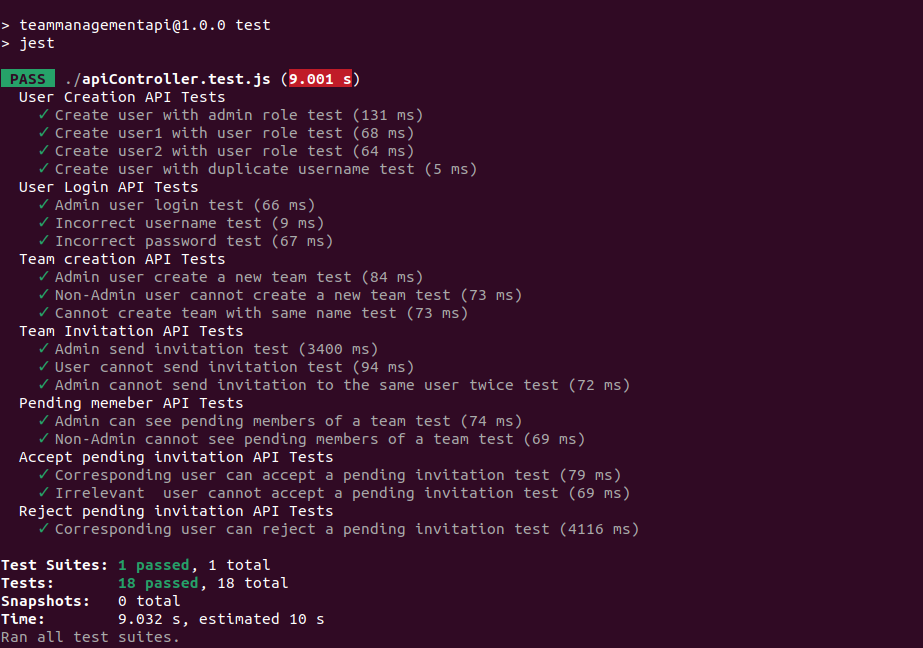 > teammanagementapi@1.0.0 test
> jest
PASS ./apiController.test.js (9.001 s)
User Creation API Tests
✓ Create user with admin role test (131 ms)
✓ Create user1 with user role test (68 ms)
✓ Create user2 with user role test (64 ms)
✓ Create user with duplicate username test (5 ms)
User Login API Tests
✓ Admin user login test (66 ms)
✓ Incorrect username test (9 ms)
✓ Incorrect password test (67 ms)
Team creation API Tests
✓ Admin user create a new team test (84 ms)
✓ Non-Admin user cannot create a new team test (73 ms)
✓ Cannot create team with same name test (73 ms)
Team Invitation API Tests
✓ Admin send invitation test (3400 ms)
✓ User cannot send invitation test (94 ms)
✓ Admin cannot send invitation to the same user twice test (72 ms)
Pending memeber API Tests
✓ Admin can see pending members of a team test (74 ms)
✓ Non-Admin cannot see pending members of a team test (69 ms)
Accept pending invitation API Tests
✓ Corresponding user can accept a pending invitation test (79 ms)
✓ Irrelevant  user cannot accept a pending invitation test (69 ms)
Reject pending invitation API Tests
✓ Corresponding user can reject a pending invitation test (4116 ms)
Test Suites: 1 passed, 1 total
Tests:       18 passed, 18 total
Snapshots:   0 total
Time:        9.032 s, estimated 10 s
Ran all test suites.